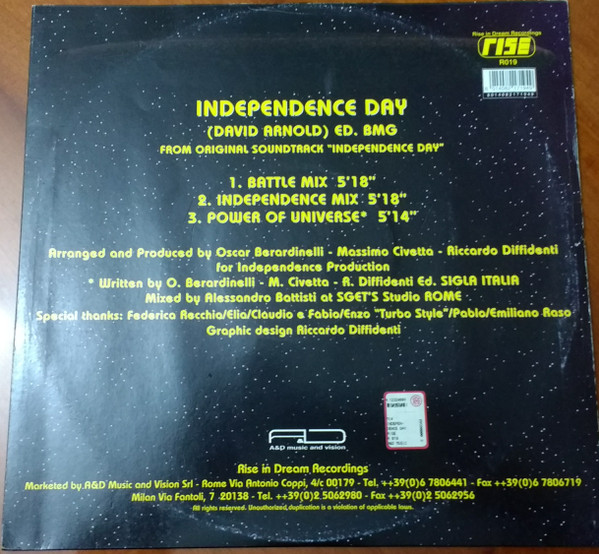 Rise in Dream Recordings
RISE
R019
INDEPENDENCE DAY
(DAVID ARNOLD) ED. BMG
FROM ORIGINAL SOUNDTRACK "INDEPENDENCE DAY"
1. BATTLE MIX 5'18"
2. INDEPENDENCE MIX 5'18"
3. POWER OF UNIVERSE* 5'14"
Arranged and Produced by Oscar Berardinelli - Massimo Civetta - Riccardo Diffidenti
for Independence Production
* Written by O. Berardinelli - M. Civetta - R. Diffidenti Ed. SIGLA ITALIA
Mixed by Alessandro Battisti at SGET'S Studio ROME
Special thanks: Federica Recchia/Elia/Claudio e Fabio/Enzo "Turbo Style"/Pablo/Emiliano Raso
Graphic design Riccardo Diffidenti
A&D
A&D music and vision
Rise in Dream Recordings
Marketed by A&D Music and Vision Srl - Rome Via Antonio Coppi, 4/c 00179 - Tel. ++39(0)6 7806441 - Fax ++39(0)6 7806719
Milan Via Fantoli, 7 20138 - Tel. ++39(0)2 5062980 - Fax ++39(0)2 5062956
All rights reserved. Unauthorized,duplication is a violation of applicable laws.